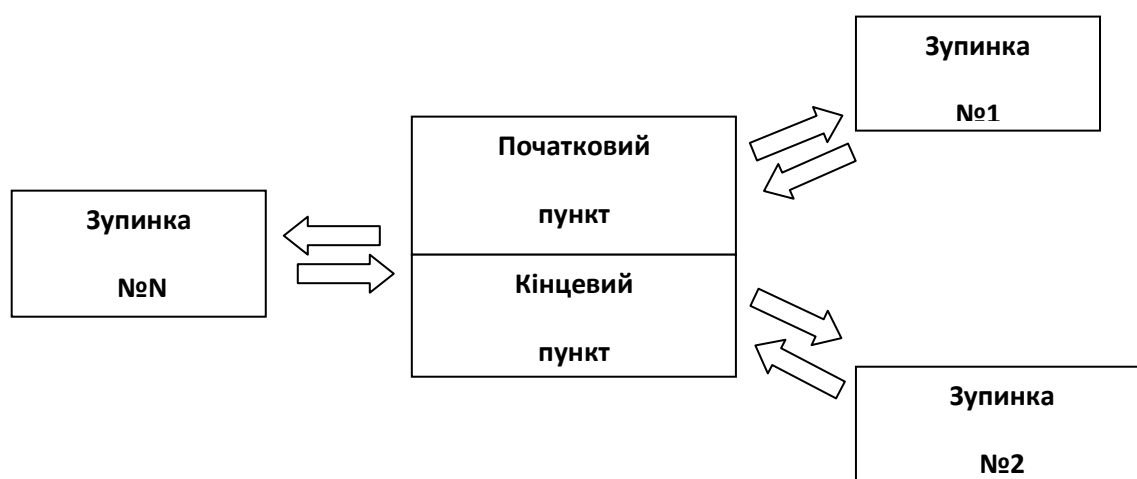 Зупинка
№1
Початковий
пункт
Зупинка
№N
Кінцевий
пункт
Зупинка
№2